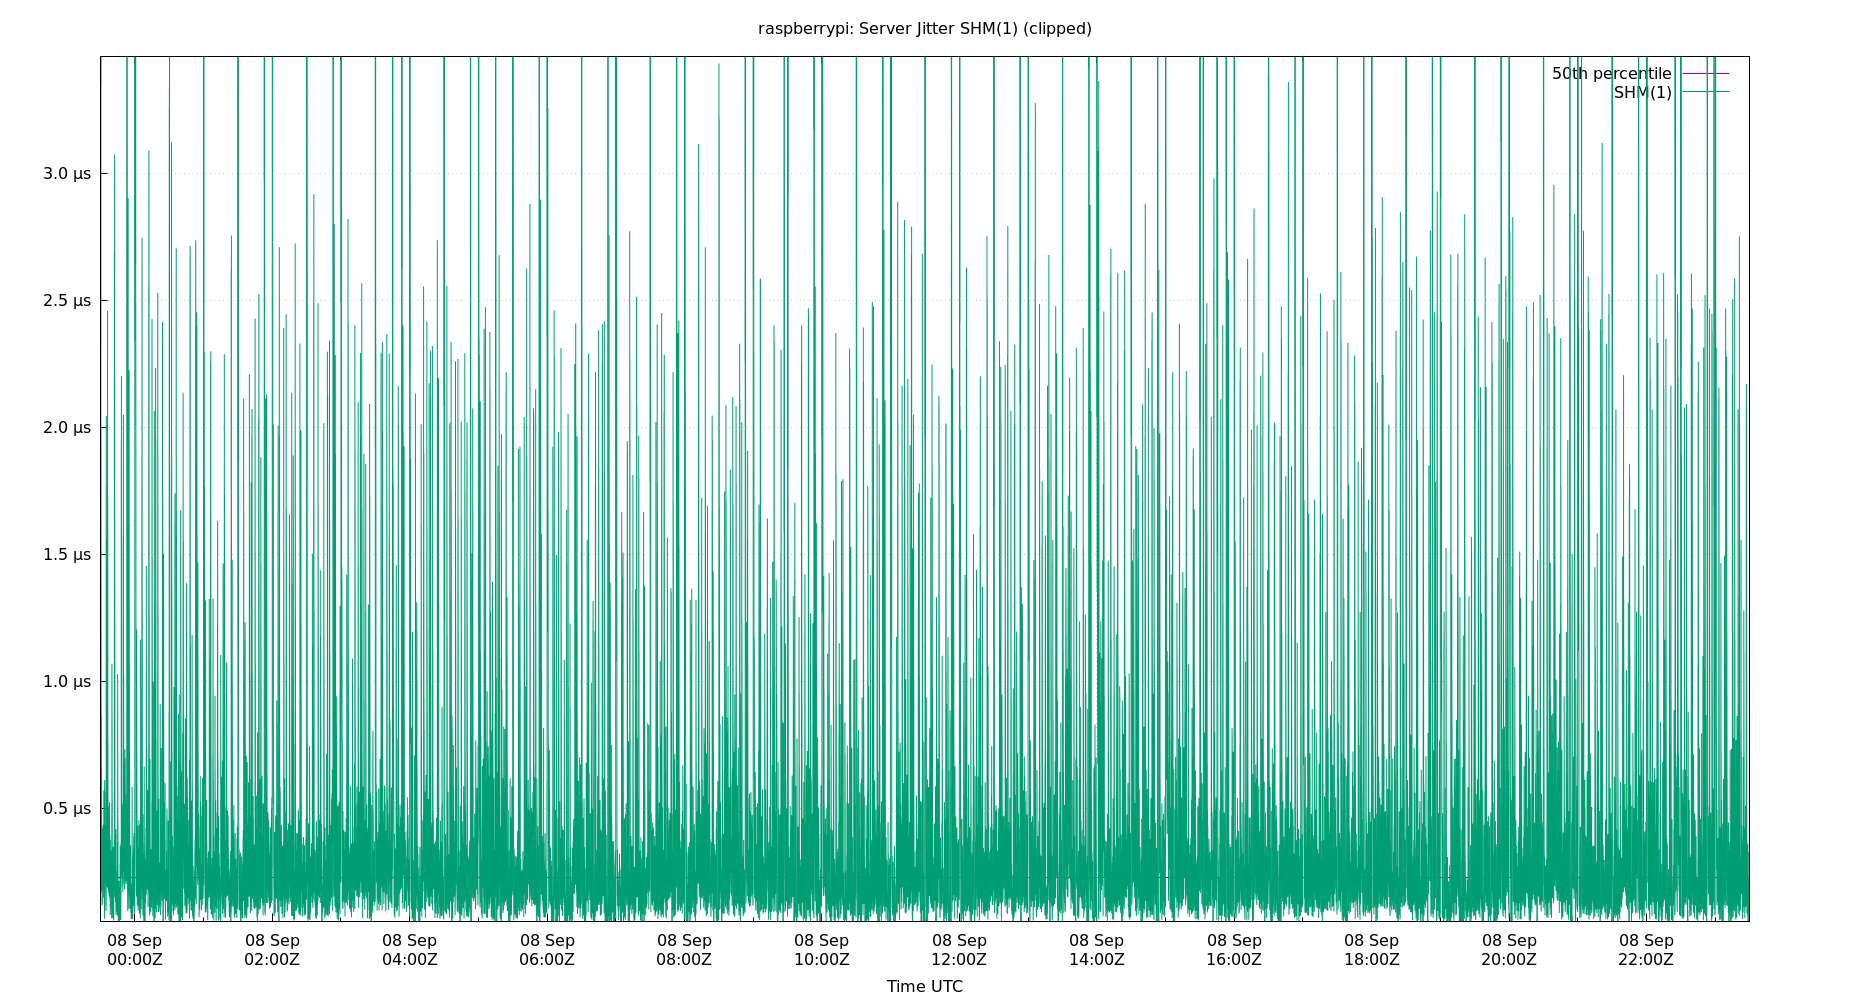 raspberrypi: Server Jitter SHM(1) (clipped)
50th percentile
SHM(1)
3.0 µs
2.5 µs
2.0 µs
1.5 µs
1.0 µs
0.5 µs
08 Sep 08 Sep 08 Sep 08 Sep 08 Sep 08 Sep 08 Sep 08 Sep 08 Sep 08 Sep 08 Sep 08 Sep
00:00Z 02:00Z 04:00Z 06:00Z 08:00Z 10:00Z 12:00Z 14:00Z 16:00Z 18:00Z 20:00Z 22:00Z
Time UTC